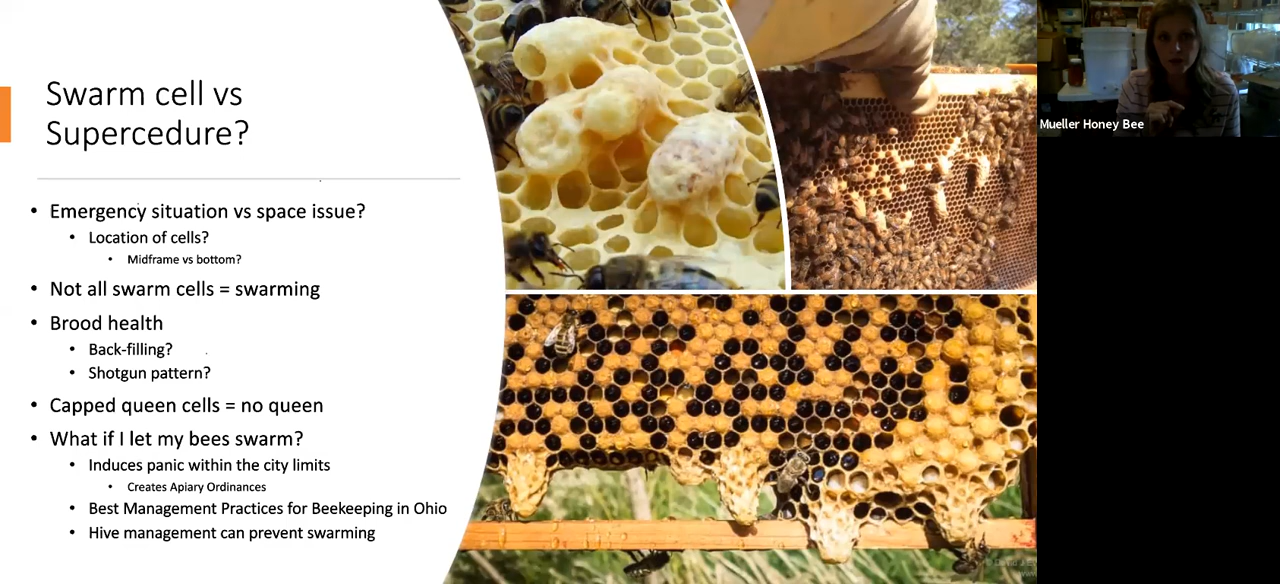 Swarm cell vs
Supercedure?
• Emergency situation vs space issue?
• Location of cells?
• Midframe vs bottom?
• Not all swarm cells = swarming
• Brood health
• Back-filling?
• Shotgun pattern?
• Capped queen cells = no queen
• What if I let my bees swarm?
• Induces panic within the city limits
• Creates Apiary Ordinances
• Best Management Practices for Beekeeping in Ohio
• Hive management can prevent swarming
Mueller Honey Bee